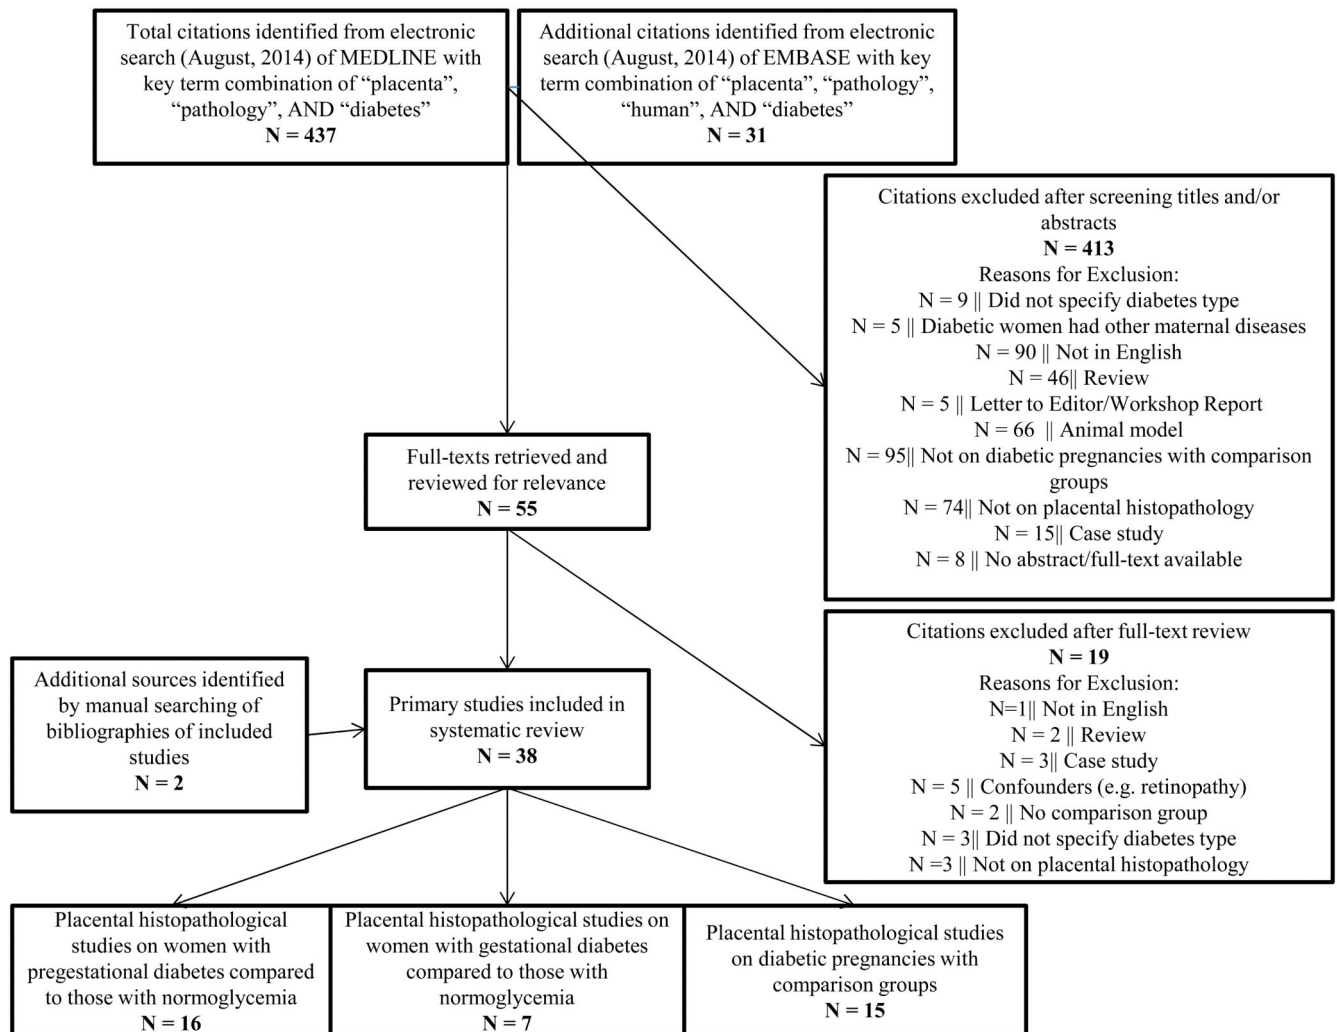 Total citations identified from electronic
search (August, 2014) of MEDLINE with
key term combination of “placenta”,
“pathology”, AND “diabetes”
N = 437
Additional citations identified from electronic
search (August, 2014) of EMBASE with key
term combination of “placenta”, “pathology”,
“human”, AND “diabetes”
N = 31
Citations excluded after screening titles and/or
abstracts
N = 413
Reasons for Exclusion:
N = 9 || Did not specify diabetes type
N = 5 || Diabetic women had other maternal diseases
N = 90 || Not in English
N = 46|| Review
N = 5 || Letter to Editor/Workshop Report
N = 66 || Animal model
N = 95|| Not on diabetic pregnancies with comparison
groups
N = 74|| Not on placental histopathology
N = 15|| Case study
N = 8 || No abstract/full-text available
Full-texts retrieved and
reviewed for relevance
N = 55
Citations excluded after full-text review
N = 19
Reasons for Exclusion:
N=1|| Not in English
N = 2 || Review
N = 3|| Case study
N = 5 || Confounders (e.g. retinopathy)
N = 2 || No comparison group
N = 3|| Did not specify diabetes type
N =3 || Not on placental histopathology
Additional sources identified
by manual searching of
bibliographies of included
studies
N = 2
Primary studies included in
systematic review
N = 38
Placental histopathological
studies on women with
pregestational diabetes compared
to those with normoglycemia
N = 16
Placental histopathological studies on
women with gestational diabetes
compared to those with
normoglycemia
N = 7
Placental histopathological studies
on diabetic pregnancies with
comparison groups
N = 15